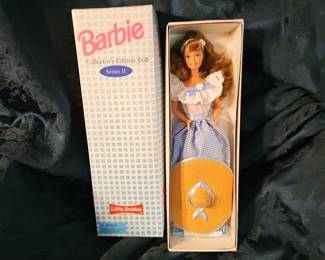 Barbie
Collector's Edition Doll
Series II
Little Debbie